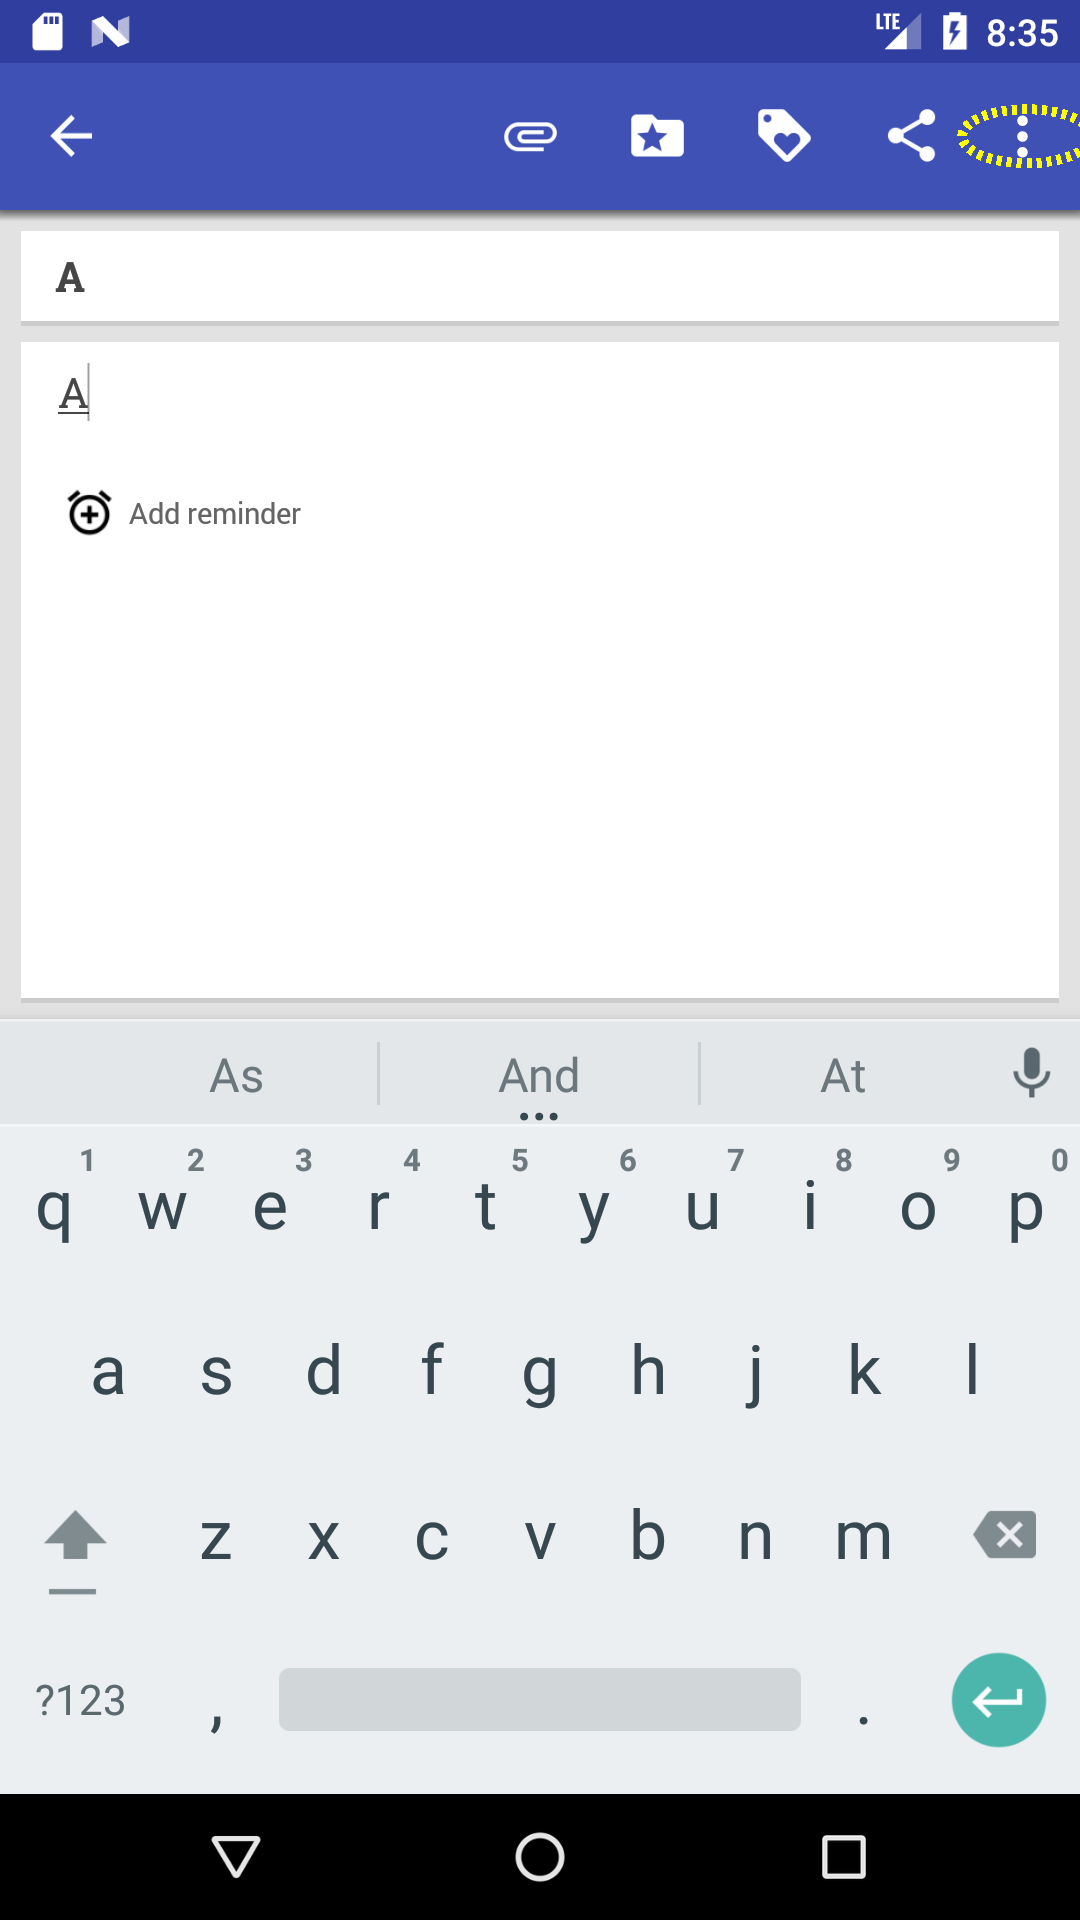 LTE 8:35
A
A
Add reminder
As And At
1 2 3 4 5 6 7 8 9 0
q w e r t y u i o p
a s d f g h j k l
z x c v b n m
?123 , .